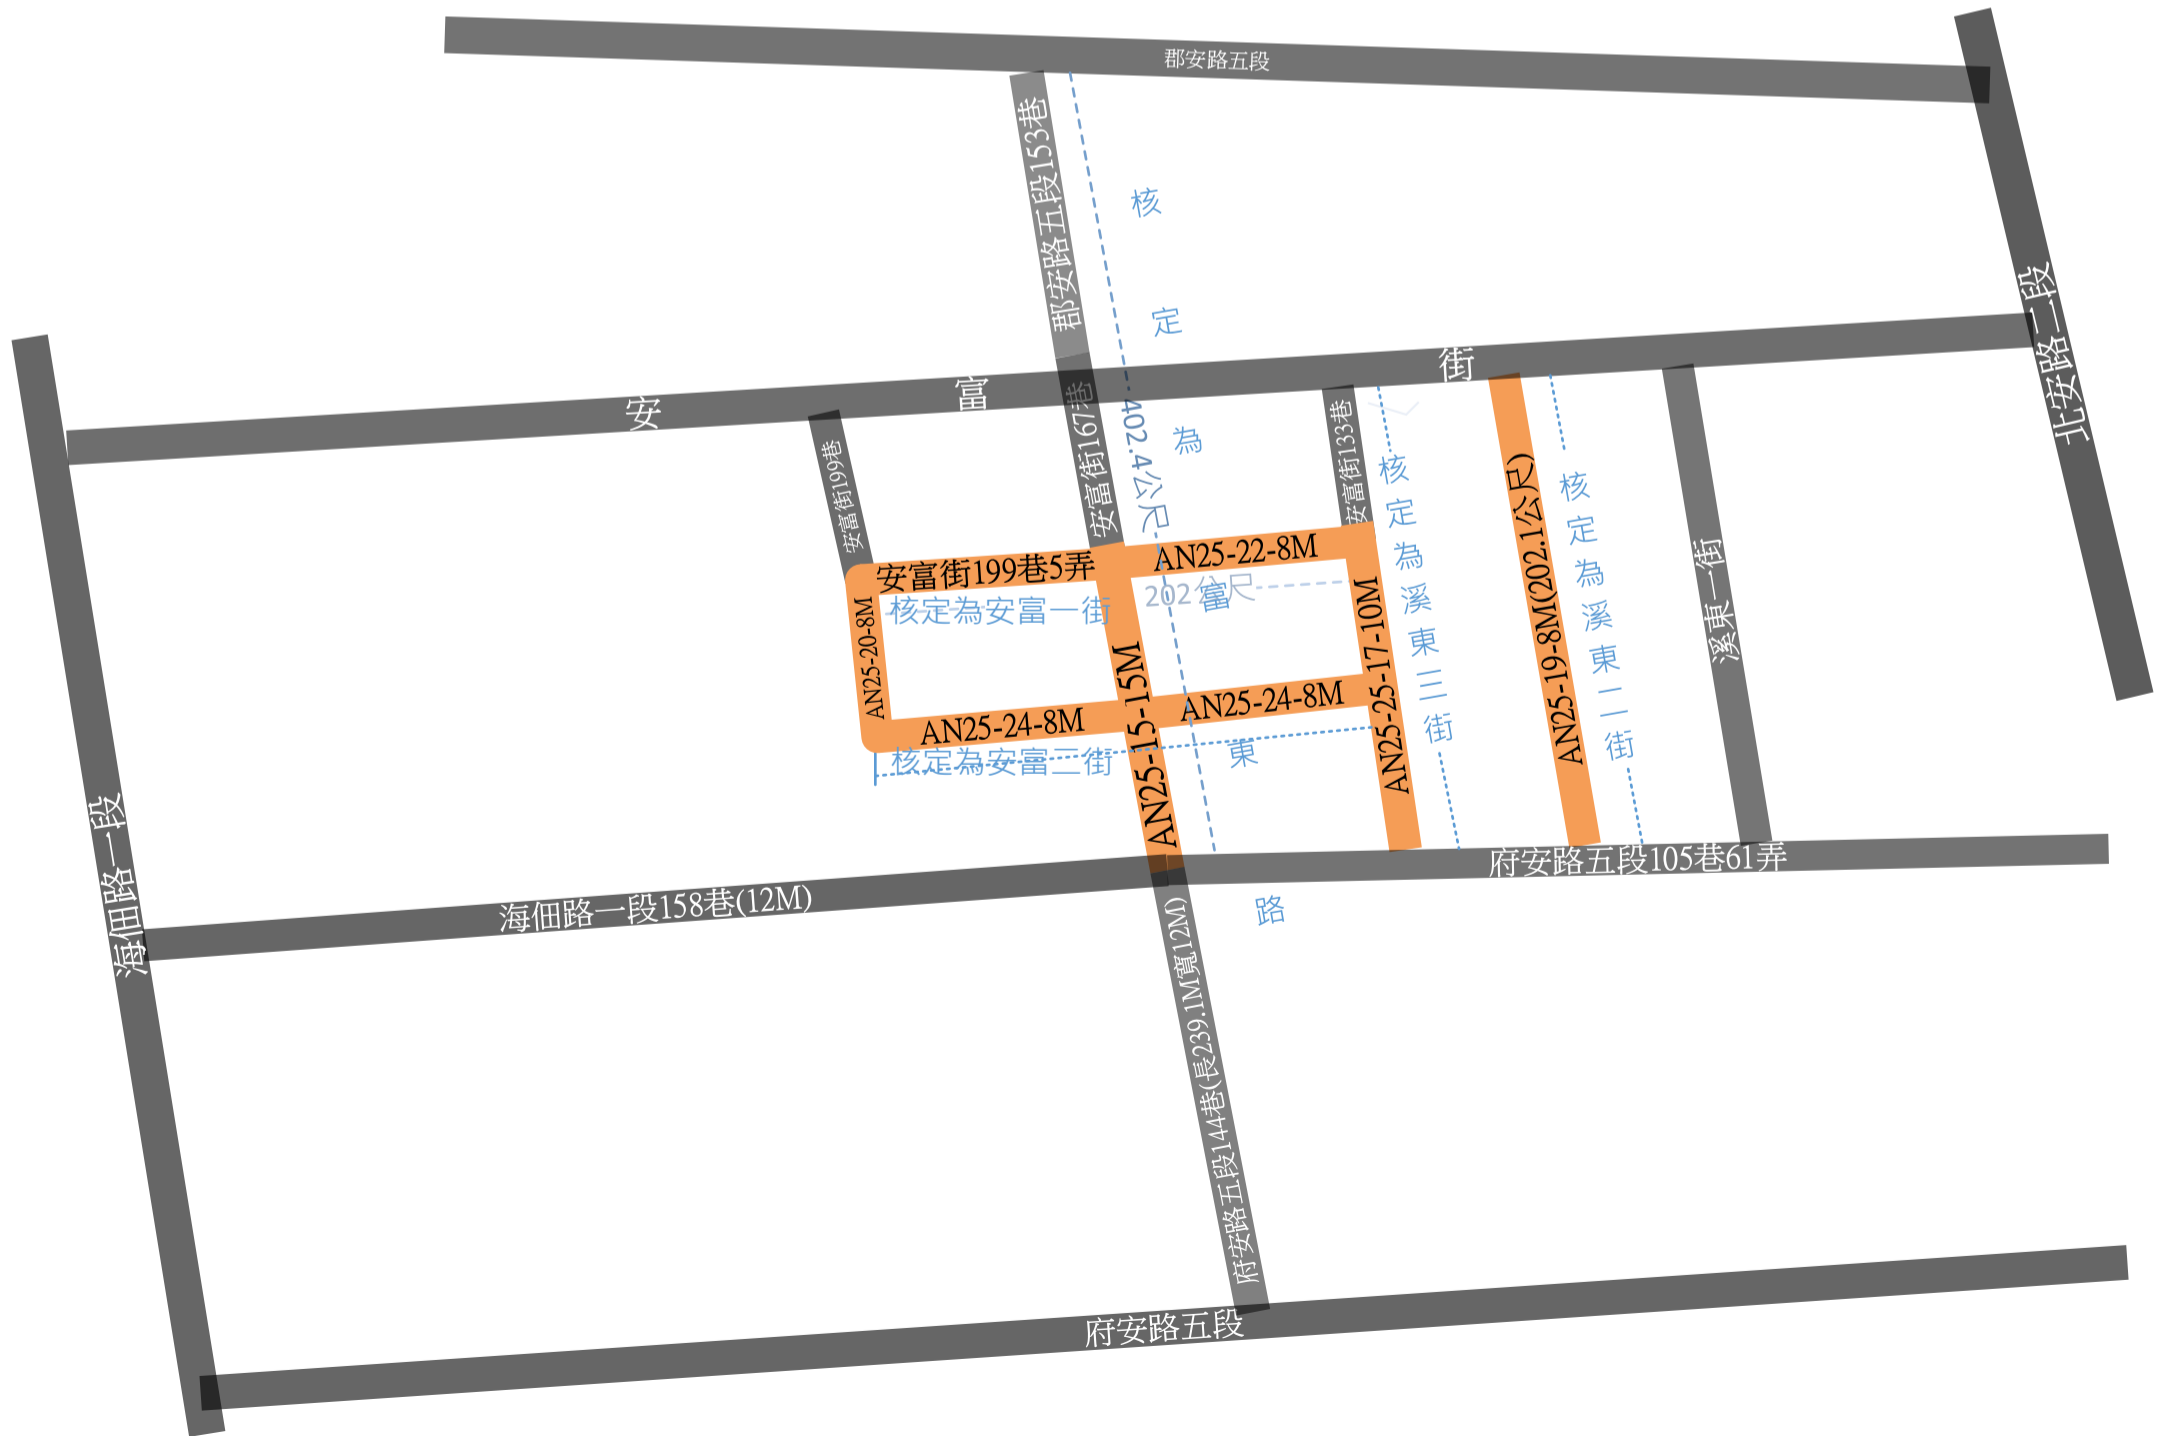 郡安路五段
郡安路五段153巷
北安路二段
安富街
安富街199巷
安富街167巷
402.4公尺
安富街133巷
核定為富東路
安富街199巷5弄
AN25-22-8M
核定為安富一街
202公尺
AN25-20-8M
AN25-24-8M
AN25-24-8M
核定為安富二街
AN25-15-15M
AN25-25-17-10M
核定為溪東三街
AN25-19-8M(202.1公尺)
核定為溪東二街
溪東一街
海佃路一段
海佃路一段158巷(12M)
府安路五段105巷61弄
府安路五段144巷(長239.1M寬12M)
府安路五段